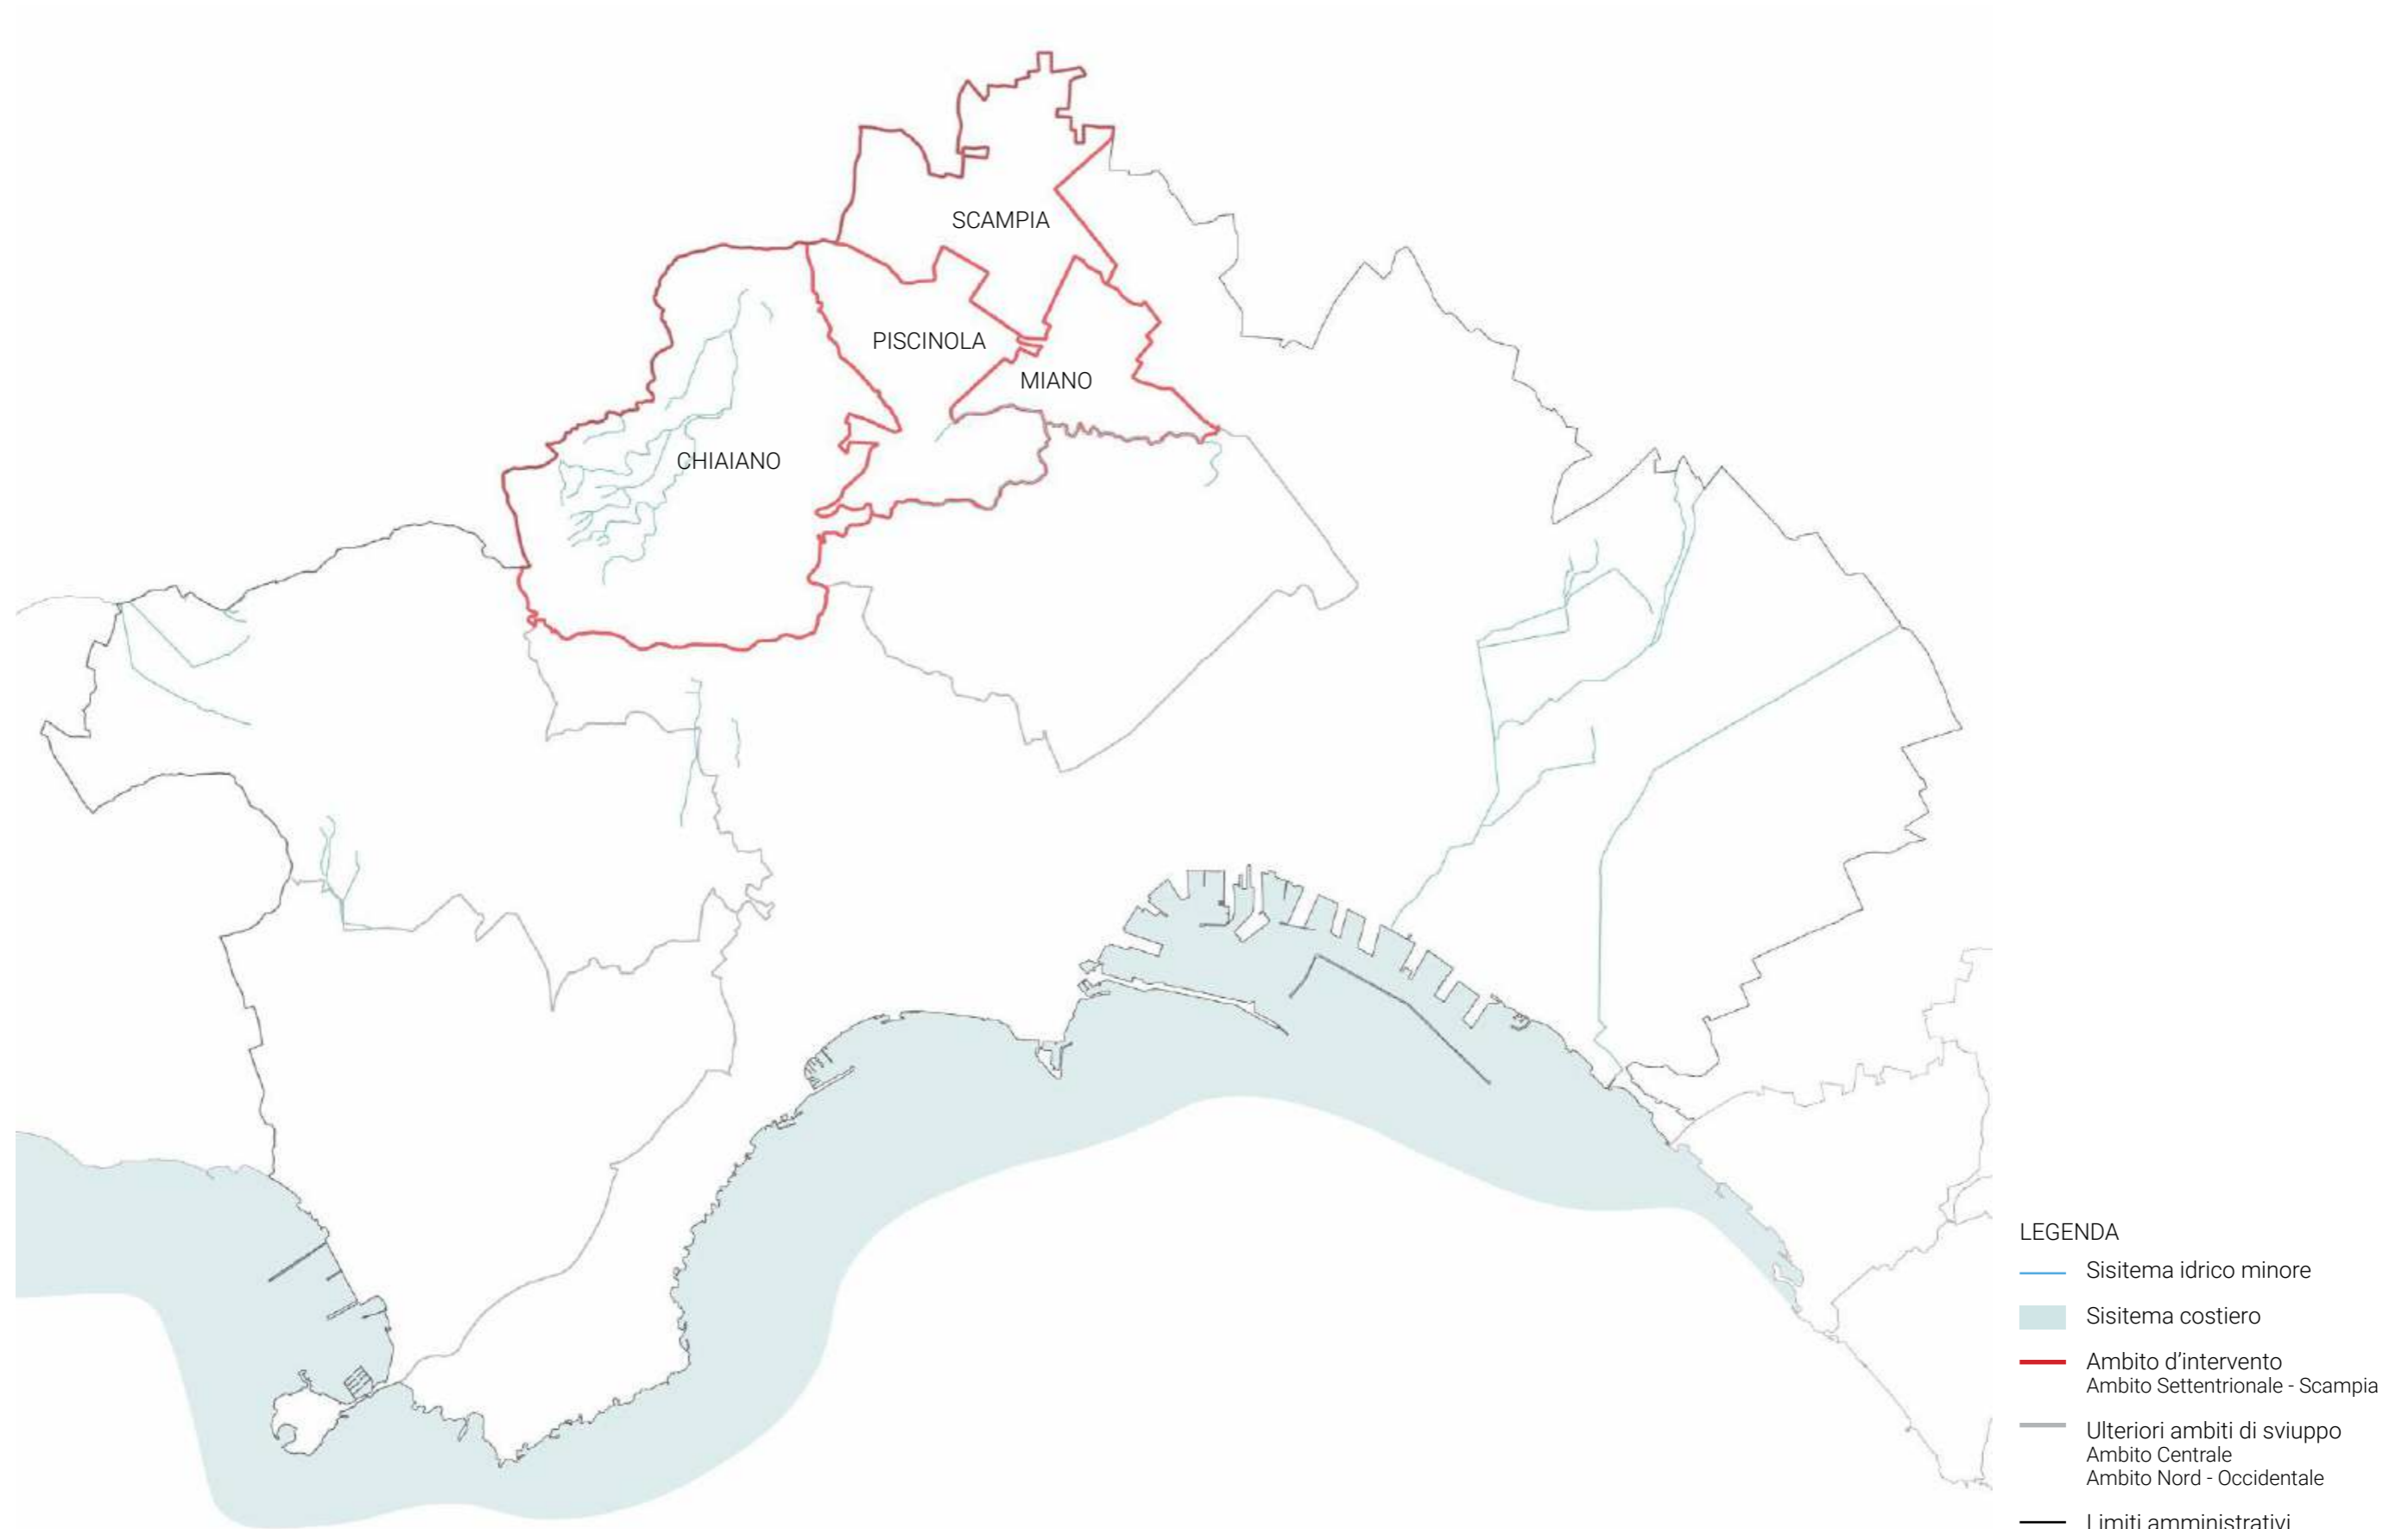 SCAMPIA
PISCINOLA
MIANO
CHIAIANO
LEGENDA
Sisitema idrico minore
Sisitema costiero
Ambito d'intervento
Ambito Settentrionale - Scampia
Ulteriori ambiti di sviuppo
Ambito Centrale
Ambito Nord - Occidentale
Limiti amministrativi